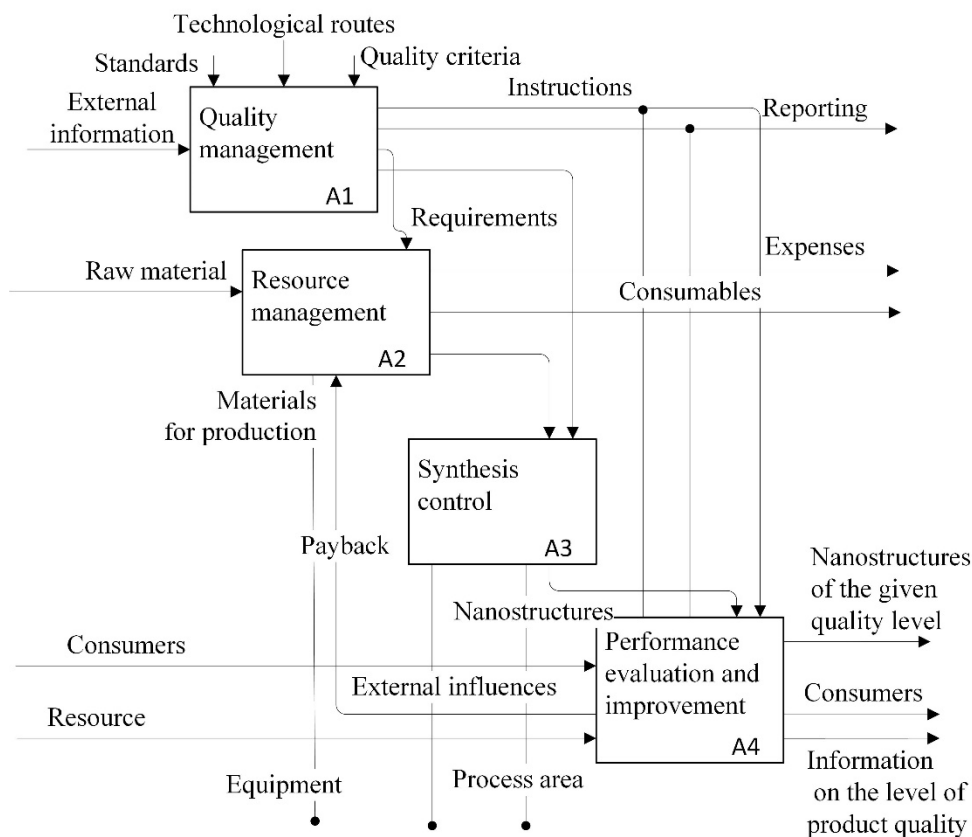 Technological routes
Standards
Quality criteria
External
information
Quality
management
A1
Instructions
Reporting
Requirements
Raw material
Resource
management
A2
Expenses
Consumables
Materials
for production
Synthesis
control
A3
Payback
Nanostructures
Nanostructures
of the given
quality level
Consumers
Performance
evaluation and
improvement
A4
External influences
Consumers
Resource
Equipment
Process area
Information
on the level of
product quality